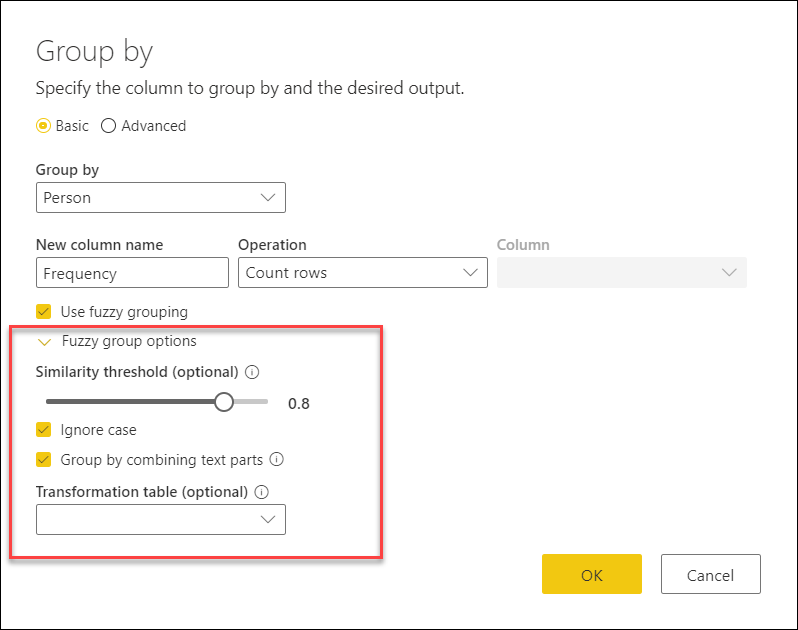 Group by
Specify the column to group by and the desired output.
Basic Advanced
Group by
Person
New column name Operation Column
Frequency Count rows
Use fuzzy grouping
Fuzzy group options
Similarity threshold (optional)
0.8
Ignore case
Group by combining text parts
Transformation table (optional)
OK Cancel